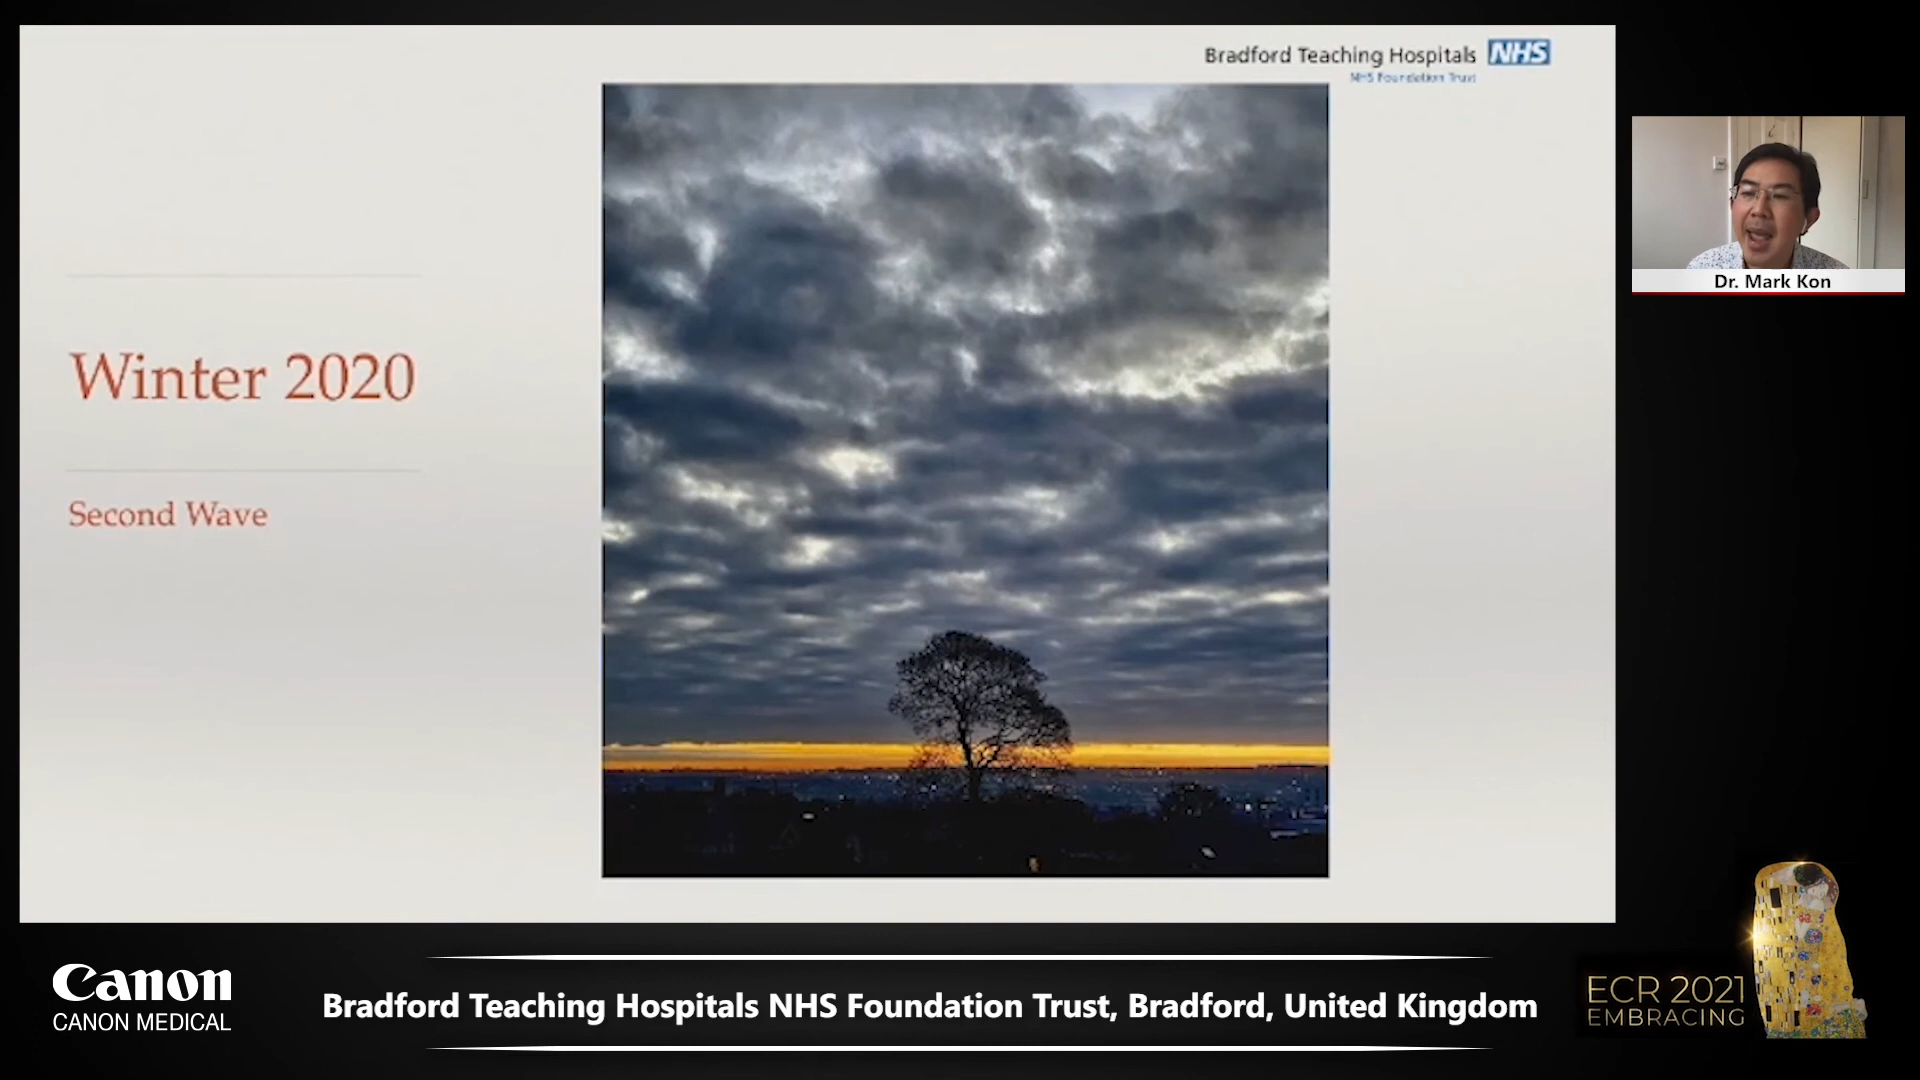 Bradford Teaching Hospitals NHS
NHS Foundation Trust
Winter 2020
Second Wave
Dr. Mark Kon
Canon
CANON MEDICAL
Bradford Teaching Hospitals NHS Foundation Trust, Bradford, United Kingdom
ECR 2021
EMBRACING